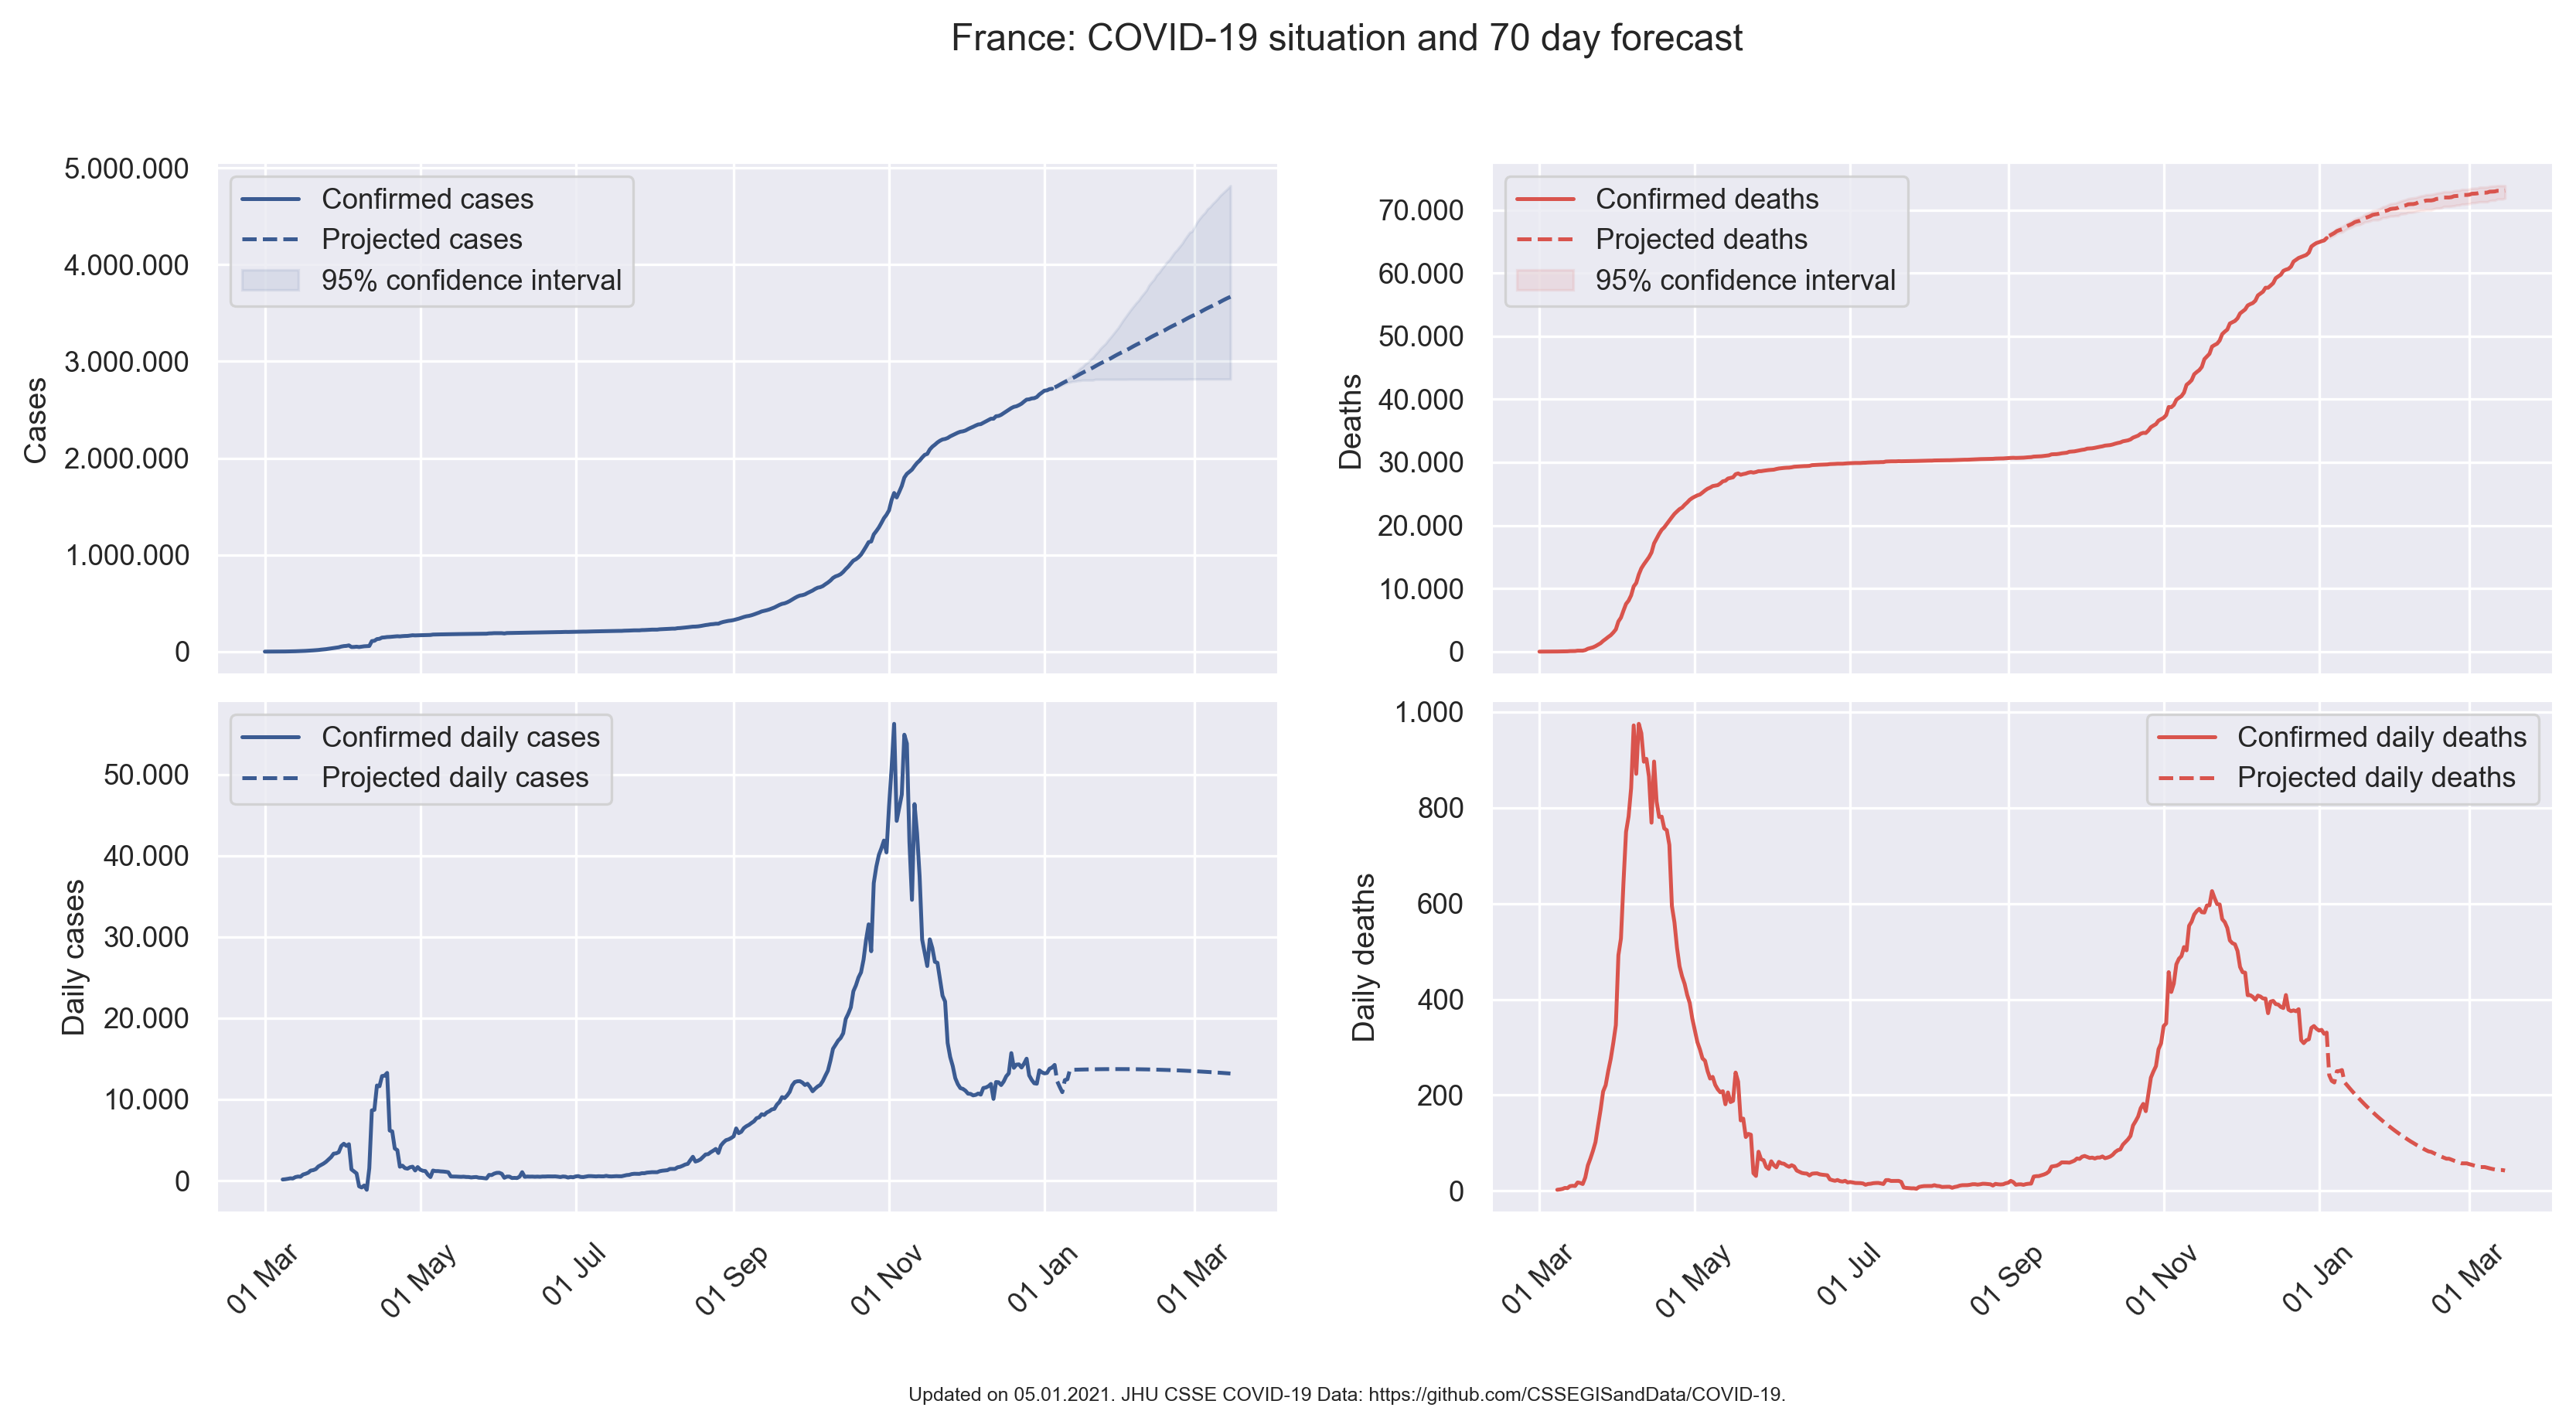 France: COVID-19 situation and 70 day forecast
5.000.000
4.000.000
3.000.000
2.000.000
1.000.000
0
Cases
Confirmed cases
Projected cases
95% confidence interval
70.000
60.000
50.000
40.000
30.000
20.000
10.000
0
Deaths
Confirmed deaths
Projected deaths
95% confidence interval
50.000
40.000
30.000
20.000
10.000
0
Daily cases
Confirmed daily cases
Projected daily cases
01 Mar
01 May
01 Jul
01 Sep
01 Nov
01 Jan
01 Mar
1.000
800
600
400
200
0
Daily deaths
Confirmed daily deaths
Projected daily deaths
01 Mar
01 May
01 Jul
01 Sep
01 Nov
01 Jan
01 Mar
Updated on 05.01.2021. JHU CSSE COVID-19 Data: https://github.com/CSSEGISandData/COVID-19.